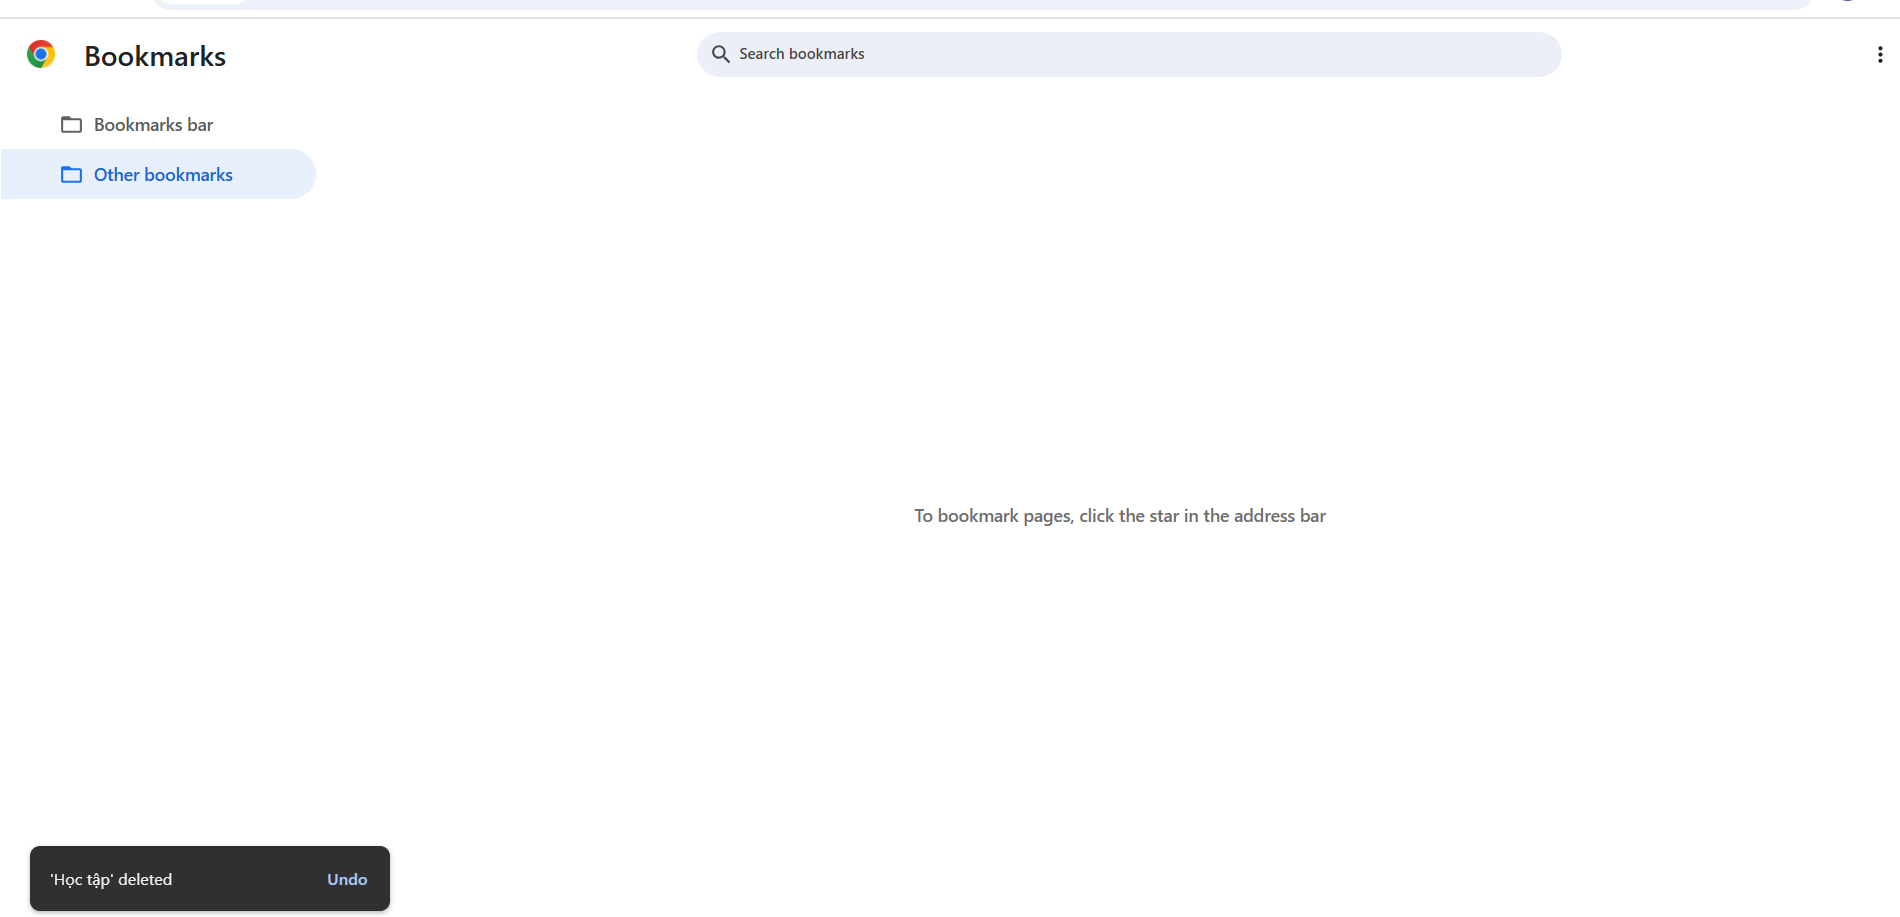 Bookmarks
Search bookmarks
Bookmarks bar
Other bookmarks
To bookmark pages, click the star in the address bar
'Học tập' deleted
Undo